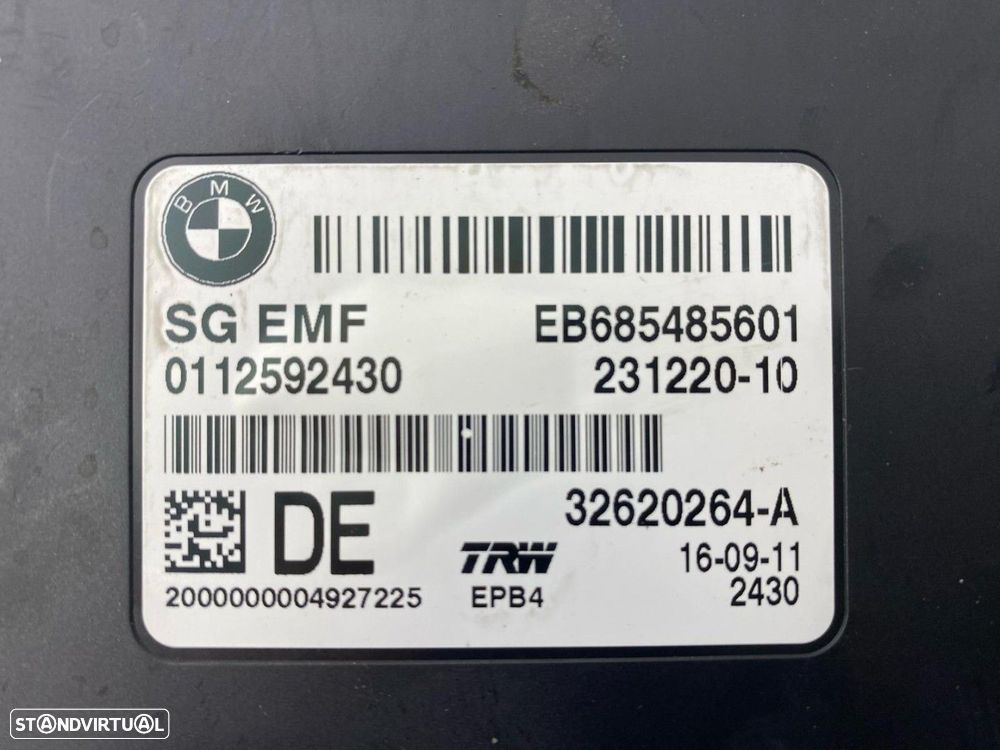 BMW
SG EMF EB685485601
0112592430 231220-10
DE 32620264-A
TRW 16-09-11
2000000004927225 EPB4 2430
STANDVIRTUAL